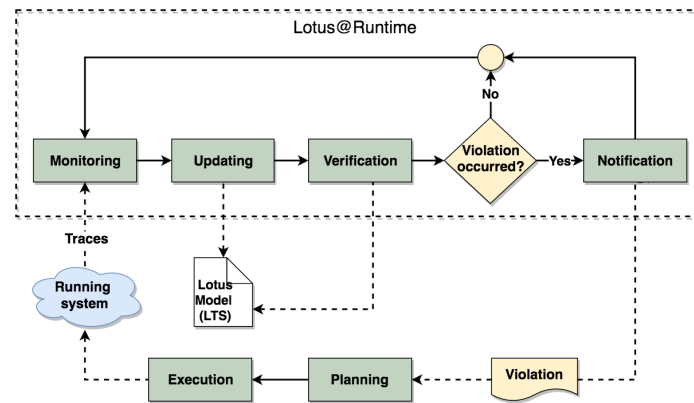 Lotus@Runtime
No
Monitoring
Updating
Verification
Violation
occurred?
Yes
Notification
Traces
Running
system
Lotus
Model
(LTS)
Execution
Planning
Violation